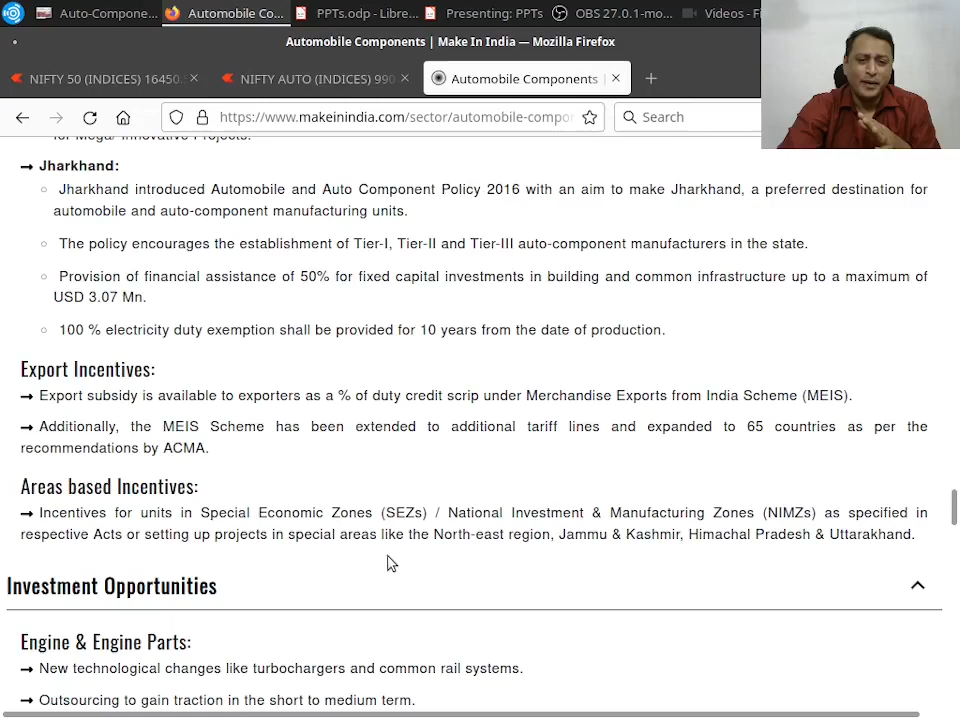 Auto-Compone... Automobile Co... PPTs.odp - Libre... Presenting: PPTs OBS 27.0.1-mo... Videos - Fi
Automobile Components | Make In India — Mozilla Firefox
NIFTY 50 (INDICES) 16450. NIFTY AUTO (INDICES) 990 Automobile Components |
https://www.makeinindia.com/sector/automobile-compo Search
for Mega/ Innovative Projects.
→ Jharkhand:
○ Jharkhand introduced Automobile and Auto Component Policy 2016 with an aim to make Jharkhand, a preferred destination for
automobile and auto-component manufacturing units.
○ The policy encourages the establishment of Tier-I, Tier-II and Tier-III auto-component manufacturers in the state.
○ Provision of financial assistance of 50% for fixed capital investments in building and common infrastructure up to a maximum of
USD 3.07 Mn.
○ 100 % electricity duty exemption shall be provided for 10 years from the date of production.
Export Incentives:
→ Export subsidy is available to exporters as a % of duty credit scrip under Merchandise Exports from India Scheme (MEIS).
→ Additionally, the MEIS Scheme has been extended to additional tariff lines and expanded to 65 countries as per the
recommendations by ACMA.
Areas based Incentives:
→ Incentives for units in Special Economic Zones (SEZs) / National Investment & Manufacturing Zones (NIMZs) as specified in
respective Acts or setting up projects in special areas like the North-east region, Jammu & Kashmir, Himachal Pradesh & Uttarakhand.
Investment Opportunities
Engine & Engine Parts:
→ New technological changes like turbochargers and common rail systems.
→ Outsourcing to gain traction in the short to medium term.